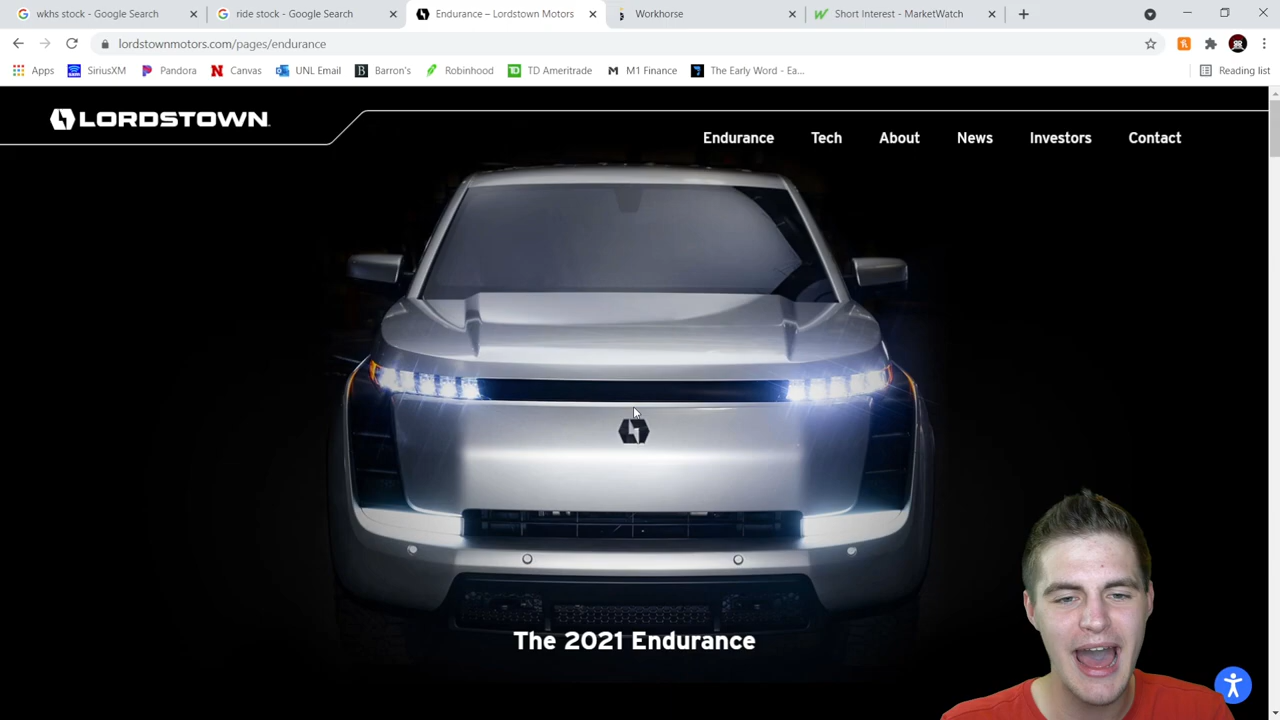 wkhs stock - Google Search
ride stock - Google Search
Endurance – Lordstown Motors
Workhorse
Short Interest - MarketWatch
lordstownmotors.com/pages/endurance
Apps
SiriusXM
Pandora
Canvas
UNL Email
Barron's
Robinhood
TD Ameritrade
M1 Finance
The Early Word - Ea...
Reading list
LORDSTOWN
Endurance
Tech
About
News
Investors
Contact
The 2021 Endurance